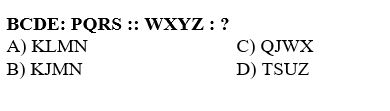 BCDE: PQRS :: WXYZ : ?
A) KLMN C) QJWX
B) KJMN D) TSUZ